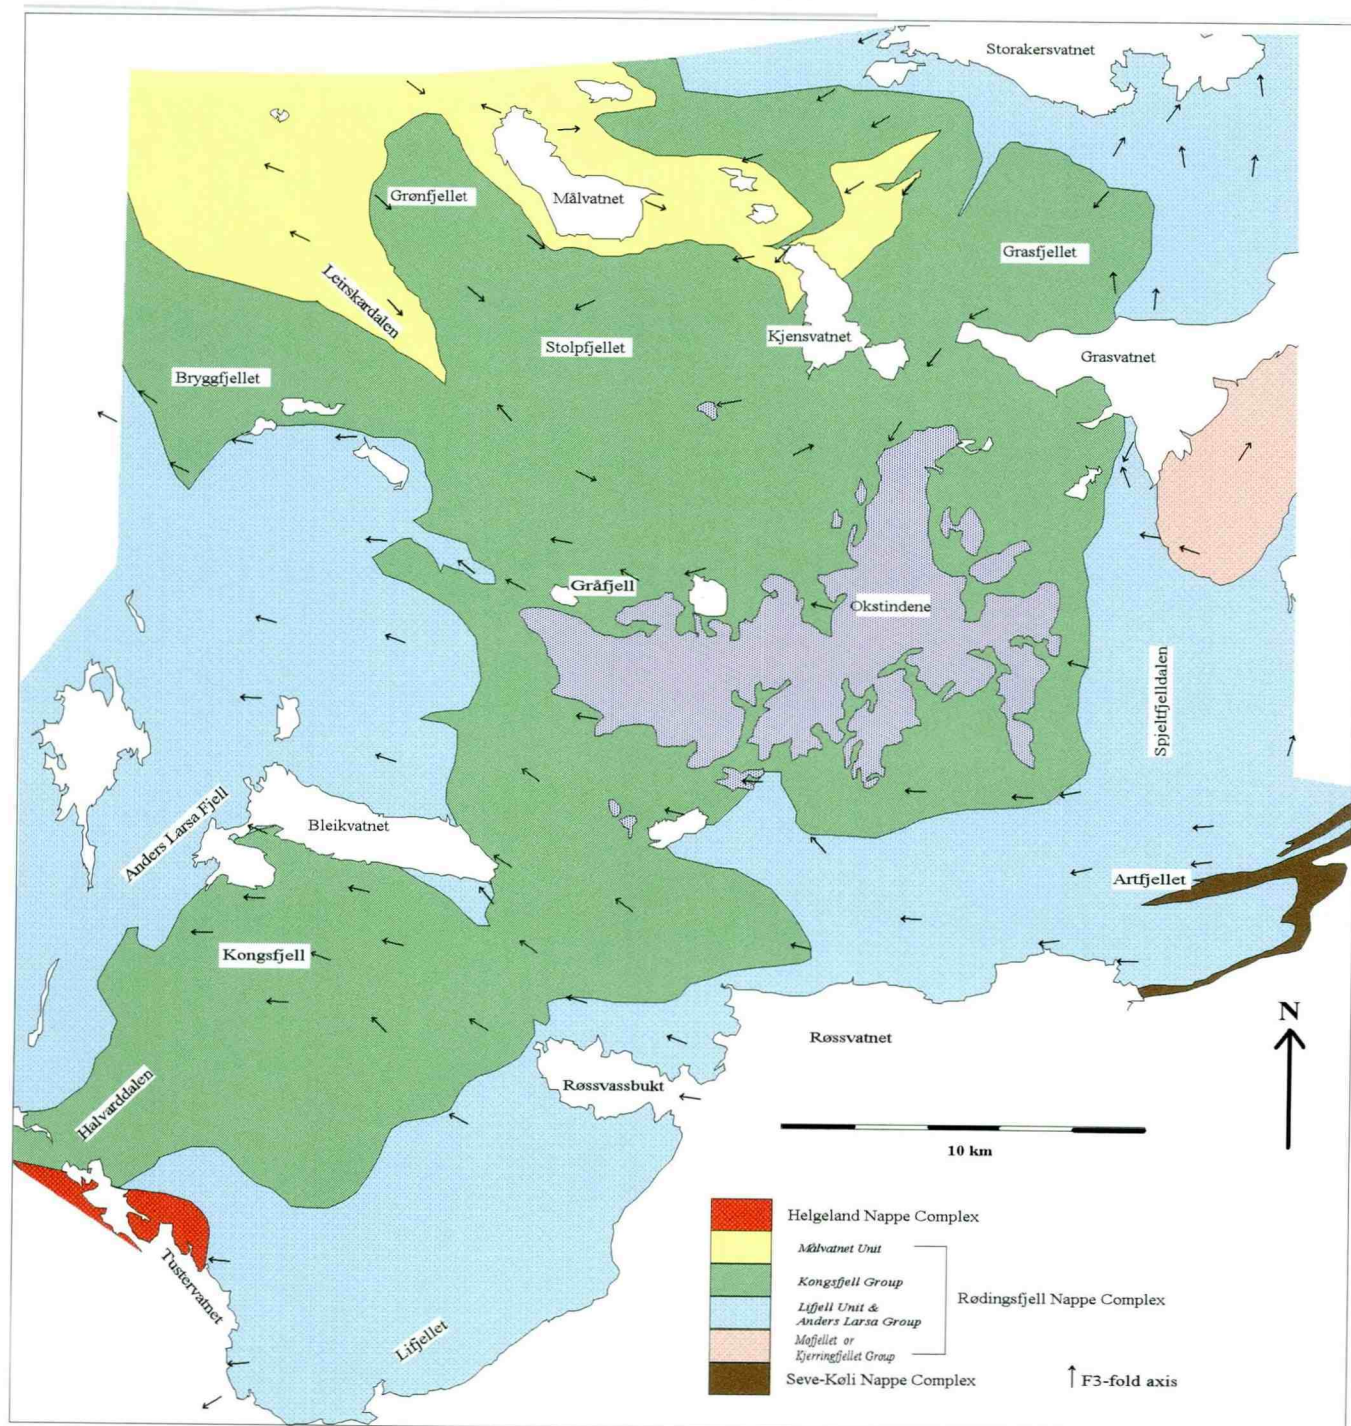 Storakersvatnet
Grønfjellet
Målvatnet
Grasfjellet
Leirskardalen
Stolpfjellet
Kjensvatnet
Grasvatnet
Bryggfjellet
Gråfjell
Okstindene
Spjeltfjelldalen
Anders Larsa Fjell
Bleikvatnet
Artfjellet
Kongsfjell
N
Røssvatnet
Røssvassbukt
Halvarddalen
10 km
Tustervatnet
Lifjellet
Helgeland Nappe Complex
Målvatnet Unit
Kongsfjell Group
Rødingsfjell Nappe Complex
Lifjell Unit &
Anders Larsa Group
Mofjellet or
Kjerringfjellet Group
Seve-Køli Nappe Complex
F3-fold axis